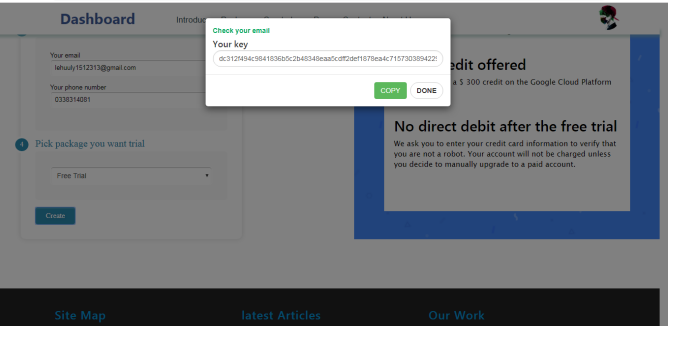 Dashboard
Check your email
Your key
COPY
DONE
Your email
lehuuly1512313@gmail.com
Your phone number
0338314081
4
Pick package you want trial
Free Trial
Create
edit offered
a $ 300 credit on the Google Cloud Platform
No direct debit after the free trial
We ask you to enter your credit card information to verify that
you are not a robot. Your account will not be charged unless
you decide to manually upgrade to a paid account.
Site Map
latest Articles
Our Work